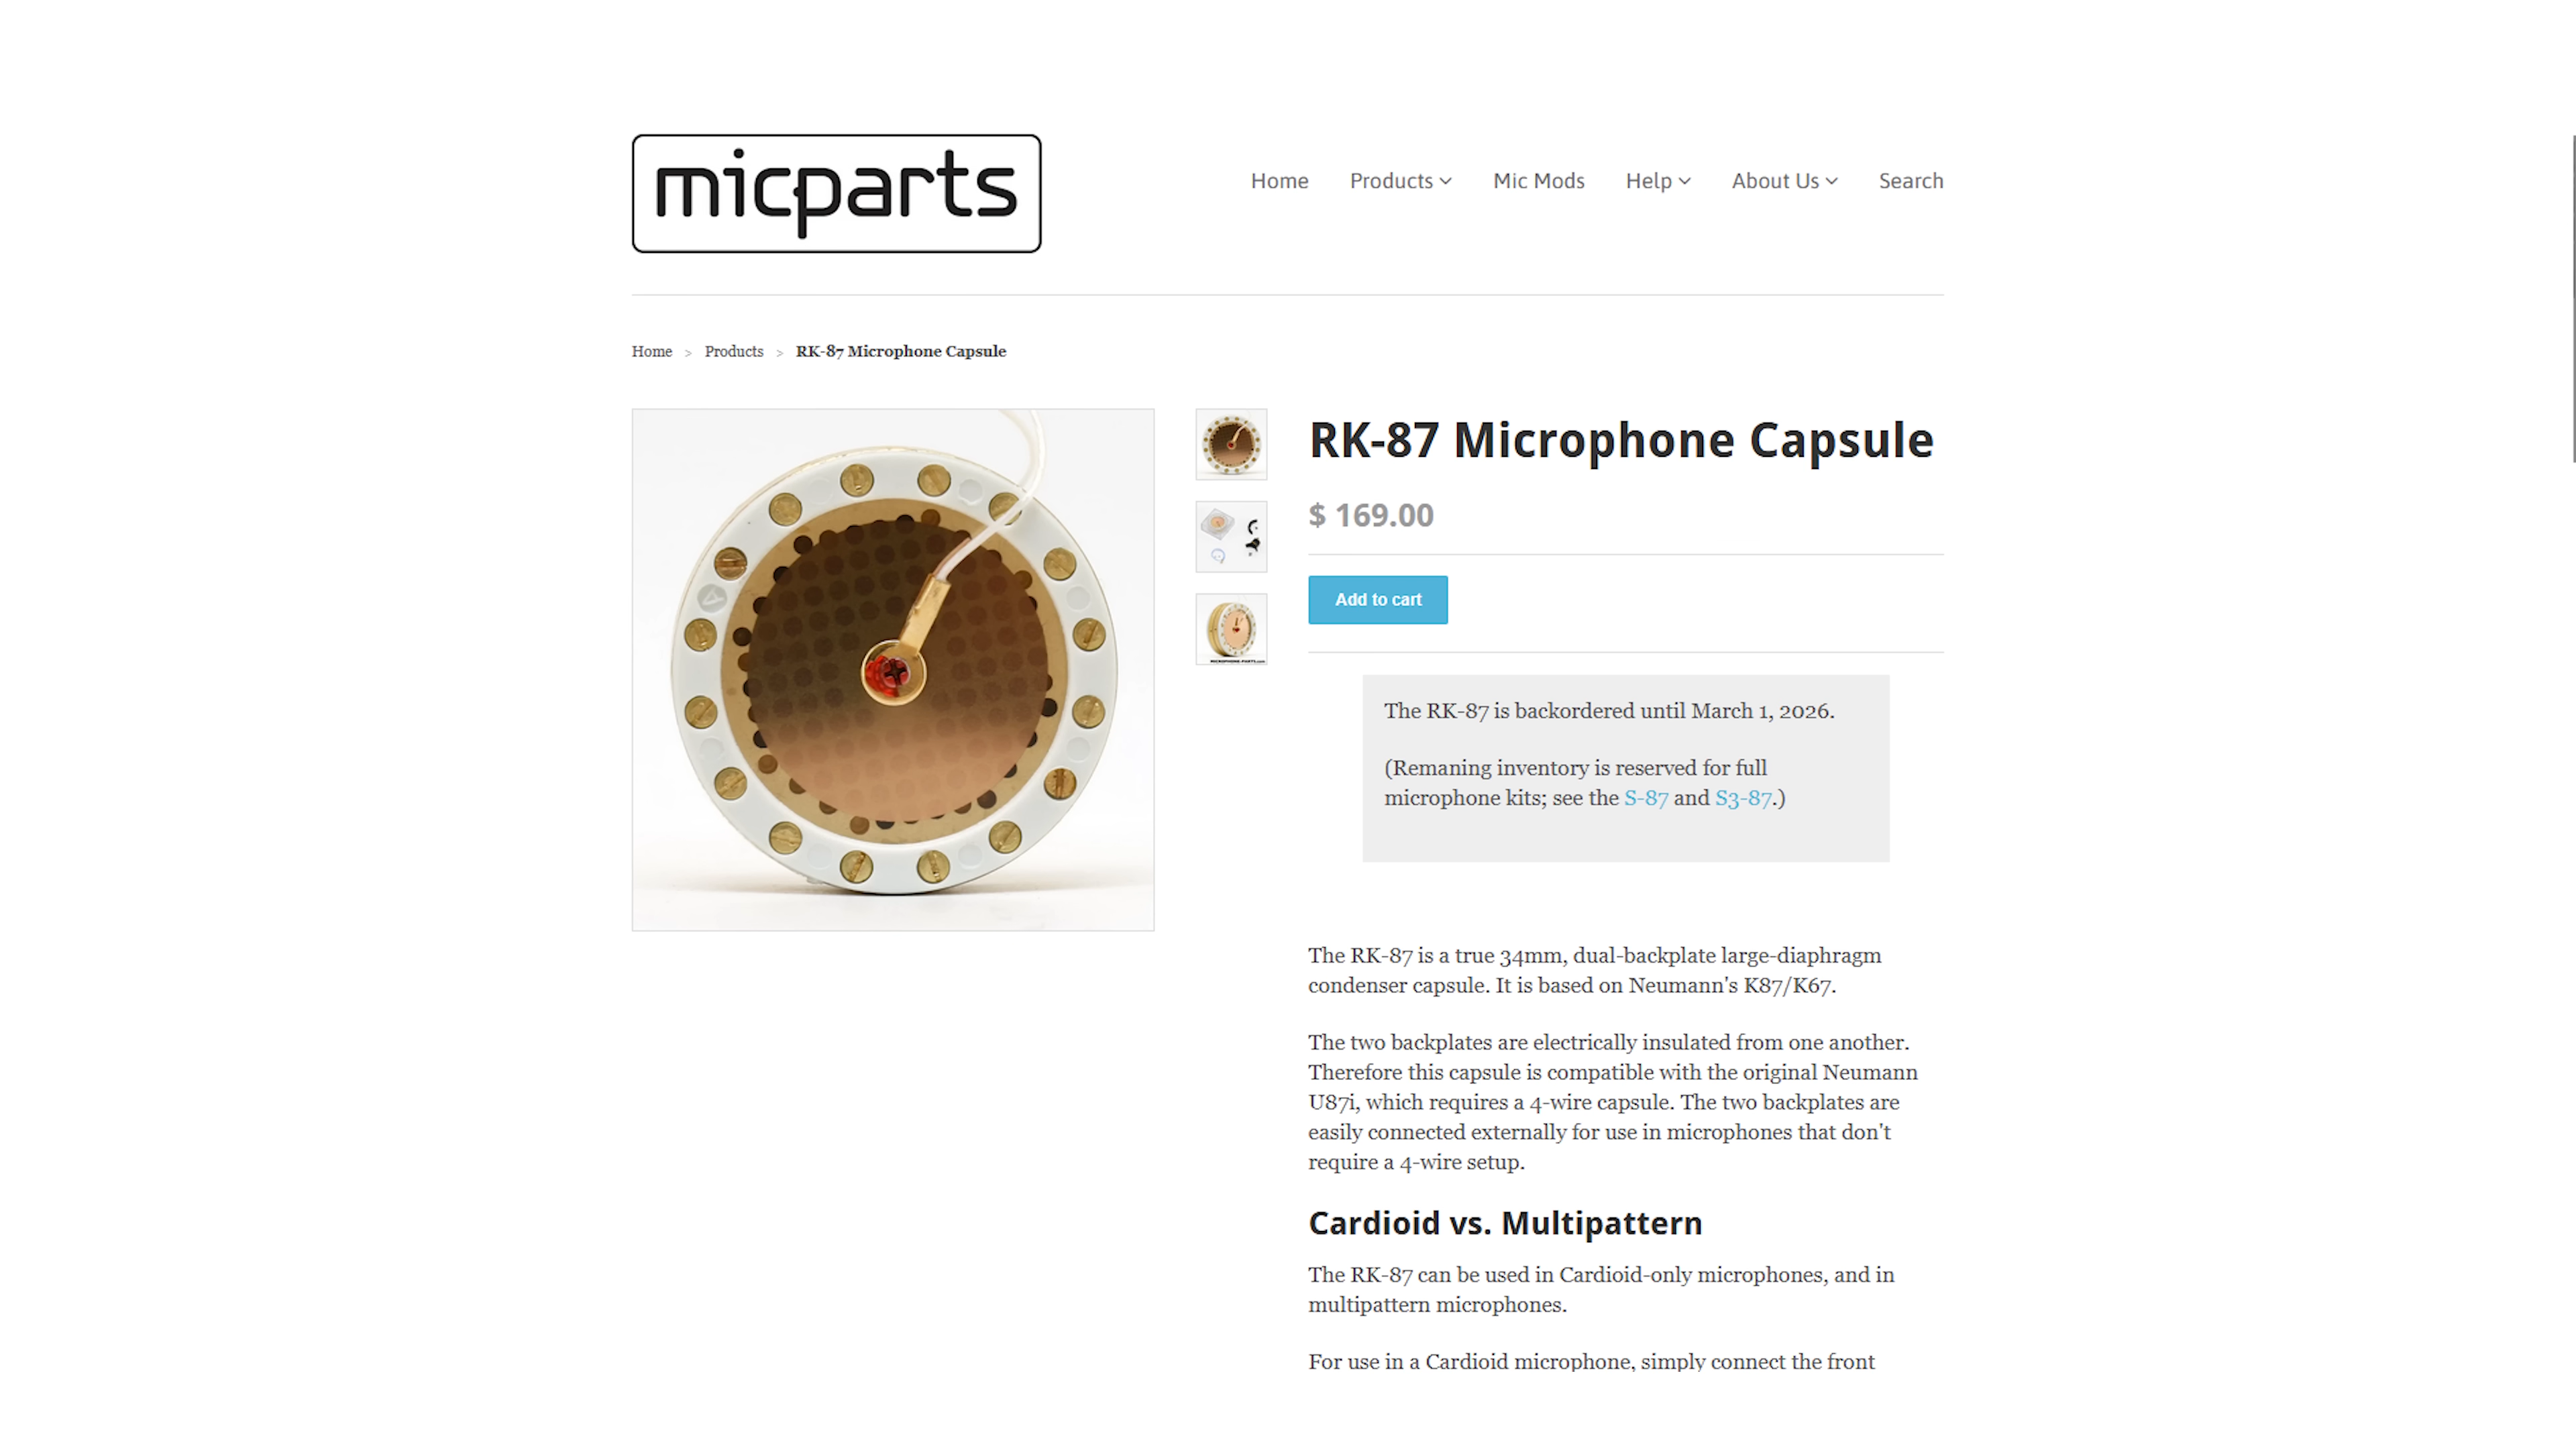 micparts
Home Products Mic Mods Help About Us Search
Home > Products > RK-87 Microphone Capsule
RK-87 Microphone Capsule
$ 169.00
Add to cart
The RK-87 is backordered until March 1, 2026.
(Remaning inventory is reserved for full
microphone kits; see the S-87 and S3-87.)
MICROPHONE-PARTS.com
The RK-87 is a true 34mm, dual-backplate large-diaphragm
condenser capsule. It is based on Neumann's K87/K67.
The two backplates are electrically insulated from one another.
Therefore this capsule is compatible with the original Neumann
U87i, which requires a 4-wire capsule. The two backplates are
easily connected externally for use in microphones that don't
require a 4-wire setup.
Cardioid vs. Multipattern
The RK-87 can be used in Cardioid-only microphones, and in
multipattern microphones.
For use in a Cardioid microphone, simply connect the front